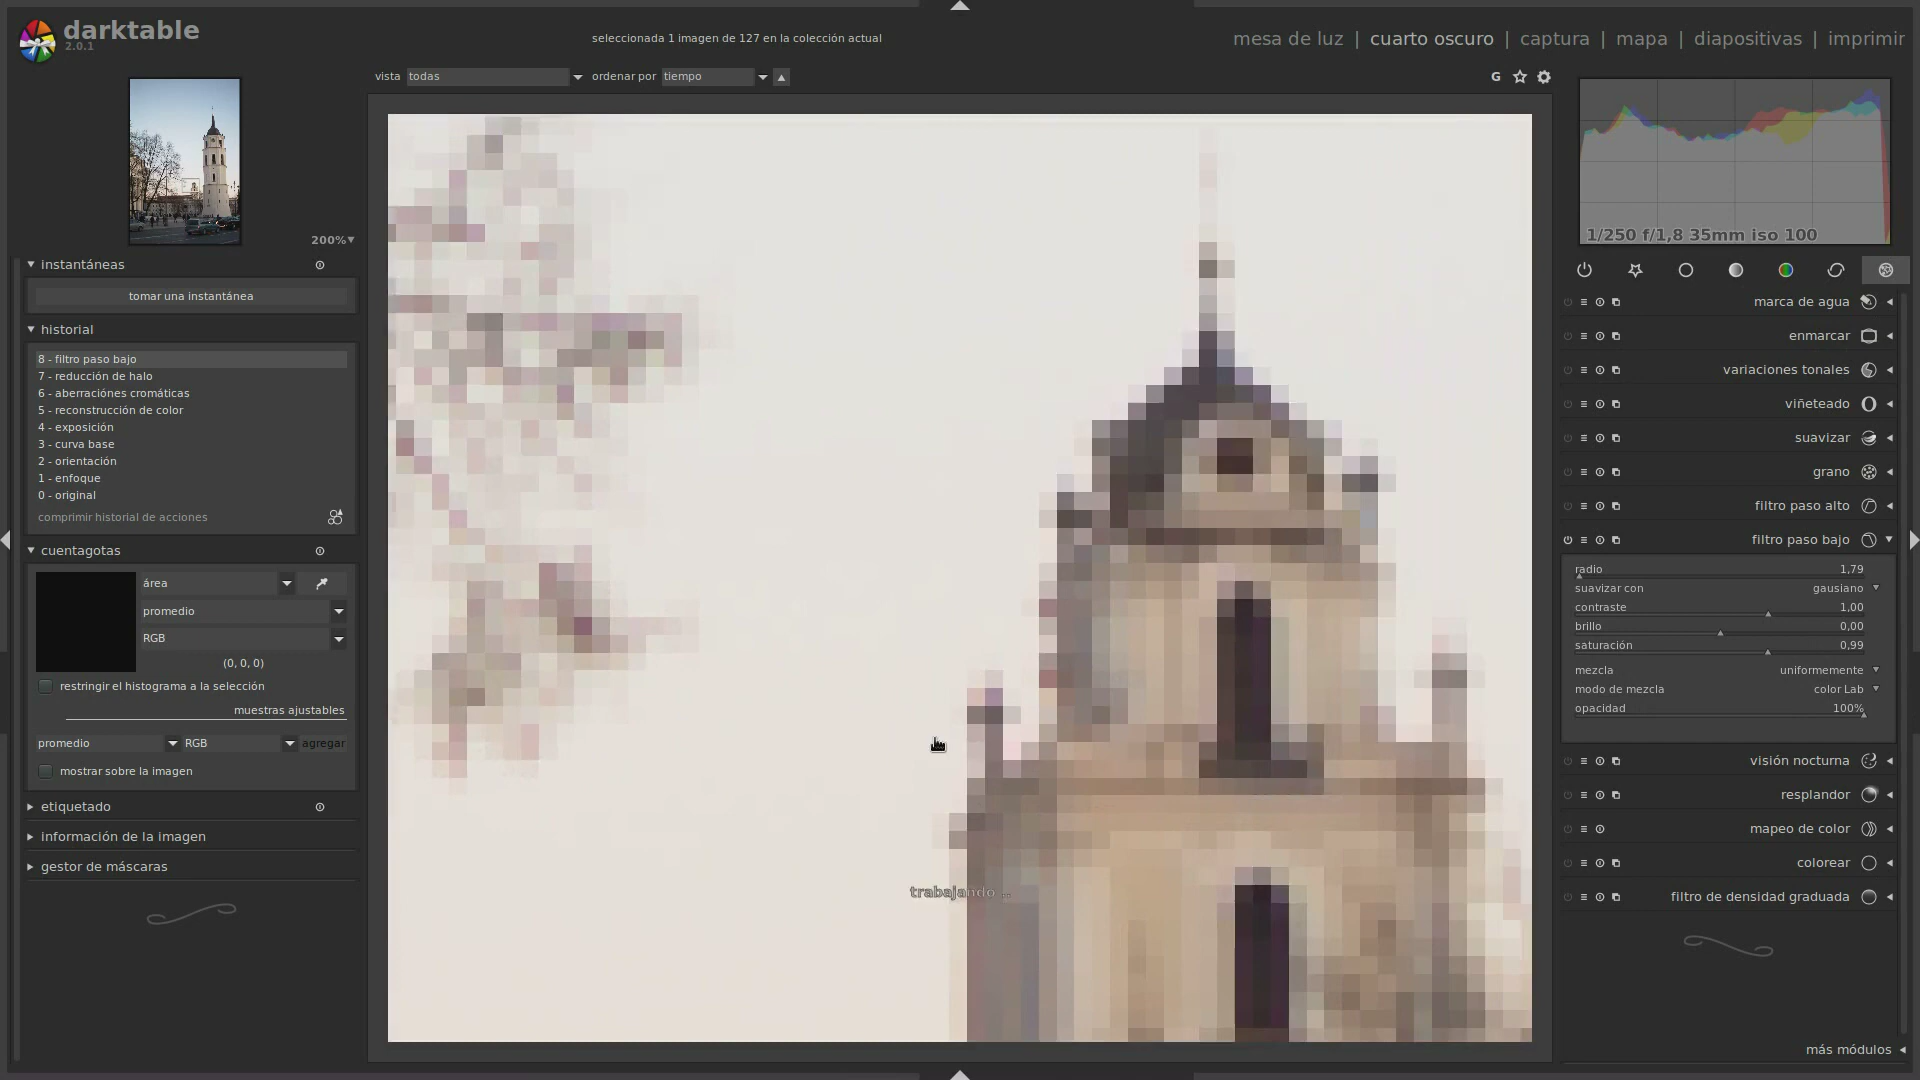 darktable
2.0.1
seleccionada 1 imagen de 127 en la colección actual
mesa de luz | cuarto oscuro | captura | mapa | diapositivas | imprimir
vista todas ordenar por tiempo
G
200%
1/250 f/1,8 35mm iso 100
instantáneas
tomar una instantánea
historial
8 - filtro paso bajo
7 - reducción de halo
6 - aberraciónes cromáticas
5 - reconstrucción de color
4 - exposición
3 - curva base
2 - orientación
1 - enfoque
0 - original
comprimir historial de acciones
cuentagotas
área
promedio
RGB
(0, 0, 0)
restringir el histograma a la selección
muestras ajustables
promedio RGB agregar
mostrar sobre la imagen
etiquetado
información de la imagen
gestor de máscaras
trabajando ..
marca de agua
enmarcar
variaciones tonales
viñeteado
suavizar
grano
filtro paso alto
filtro paso bajo
radio 1,79
suavizar con gausiano
contraste 1,00
brillo 0,00
saturación 0,99
mezcla uniformemente
modo de mezcla color Lab
opacidad 100%
visión nocturna
resplandor
mapeo de color
colorear
filtro de densidad graduada
más módulos